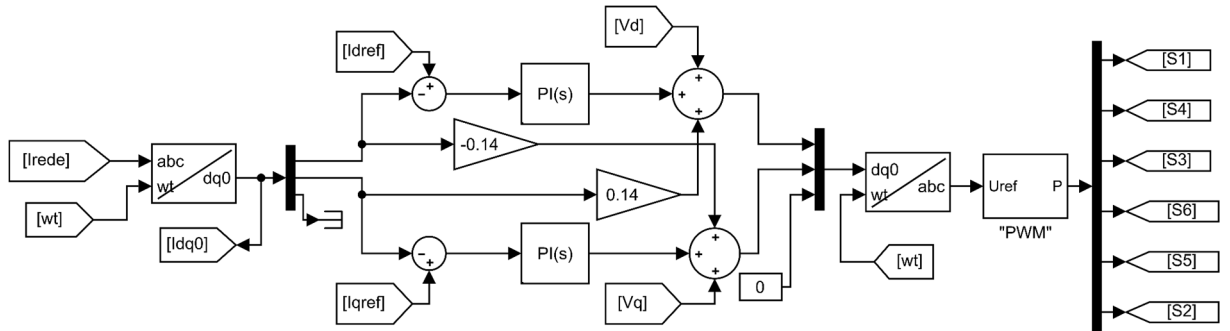 [Irede]
[wt]
abc
wt
dq0
[Idq0]
[Idref]
[Iqref]
-
+
-
+
PI(s)
PI(s)
-0.14
0.14
[Vd]
+
+
+
+
+
+
[Vq]
0
dq0
wt
abc
[wt]
Uref
P
"PWM"
[S1]
[S4]
[S3]
[S6]
[S5]
[S2]